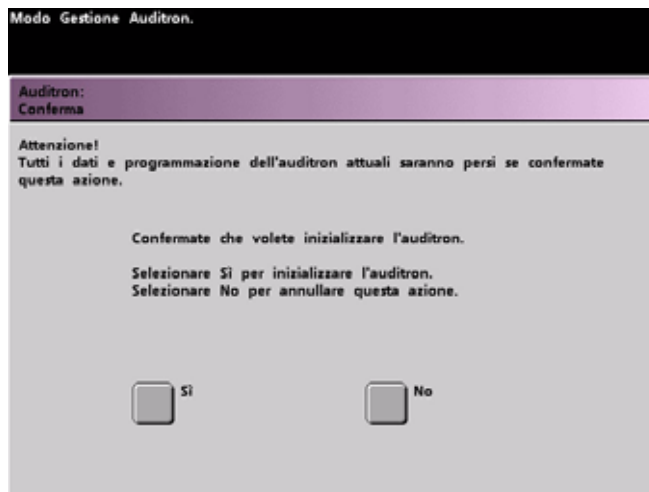 Modo Gestione Auditron.
Auditron:
Conferma
Attenzione!
Tutti i dati e programmazione dell'auditron attuali saranno persi se confermate
questa azione.
Confermate che volete inizializzare l'auditron.
Selezionare Sì per inizializzare l'auditron.
Selezionare No per annullare questa azione.
Sì
No